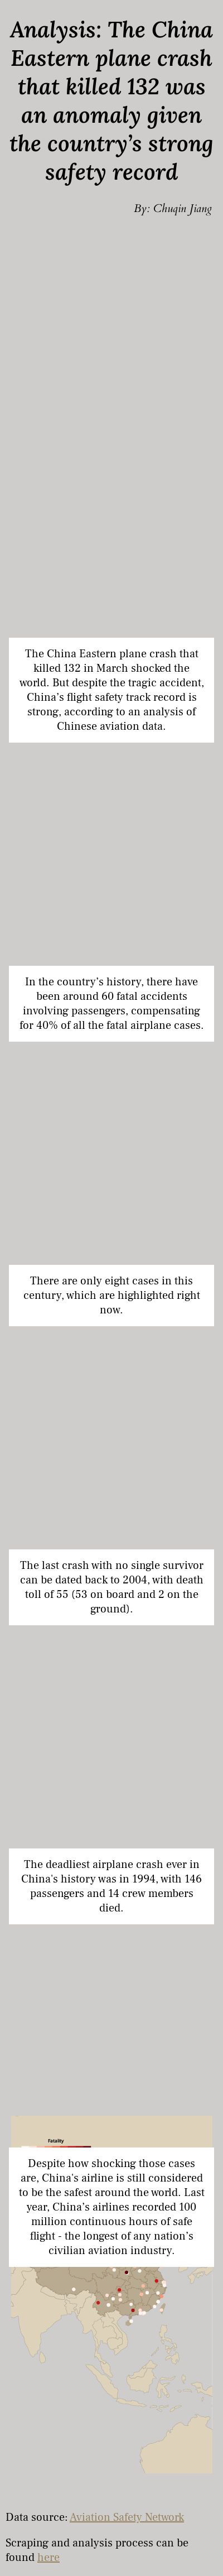 Analysis: The China
Eastern plane crash
that killed 132 was
an anomaly given
the country’s strong
safety record
By: Chuqin Jiang
The China Eastern plane crash that
killed 132 in March shocked the
world. But despite the tragic accident,
China’s flight safety track record is
strong, according to an analysis of
Chinese aviation data.
In the country’s history, there have
been around 60 fatal accidents
involving passengers, compensating
for 40% of all the fatal airplane cases.
There are only eight cases in this
century, which are highlighted right
now.
The last crash with no single survivor
can be dated back to 2004, with death
toll of 55 (53 on board and 2 on the
ground).
The deadliest airplane crash ever in
China's history was in 1994, with 146
passengers and 14 crew members
died.
Fatality
Despite how shocking those cases
are, China’s airline is still considered
to be the safest around the world. Last
year, China’s airlines recorded 100
million continuous hours of safe
flight - the longest of any nation’s
civilian aviation industry.
Data source: Aviation Safety Network
Scraping and analysis process can be
found here